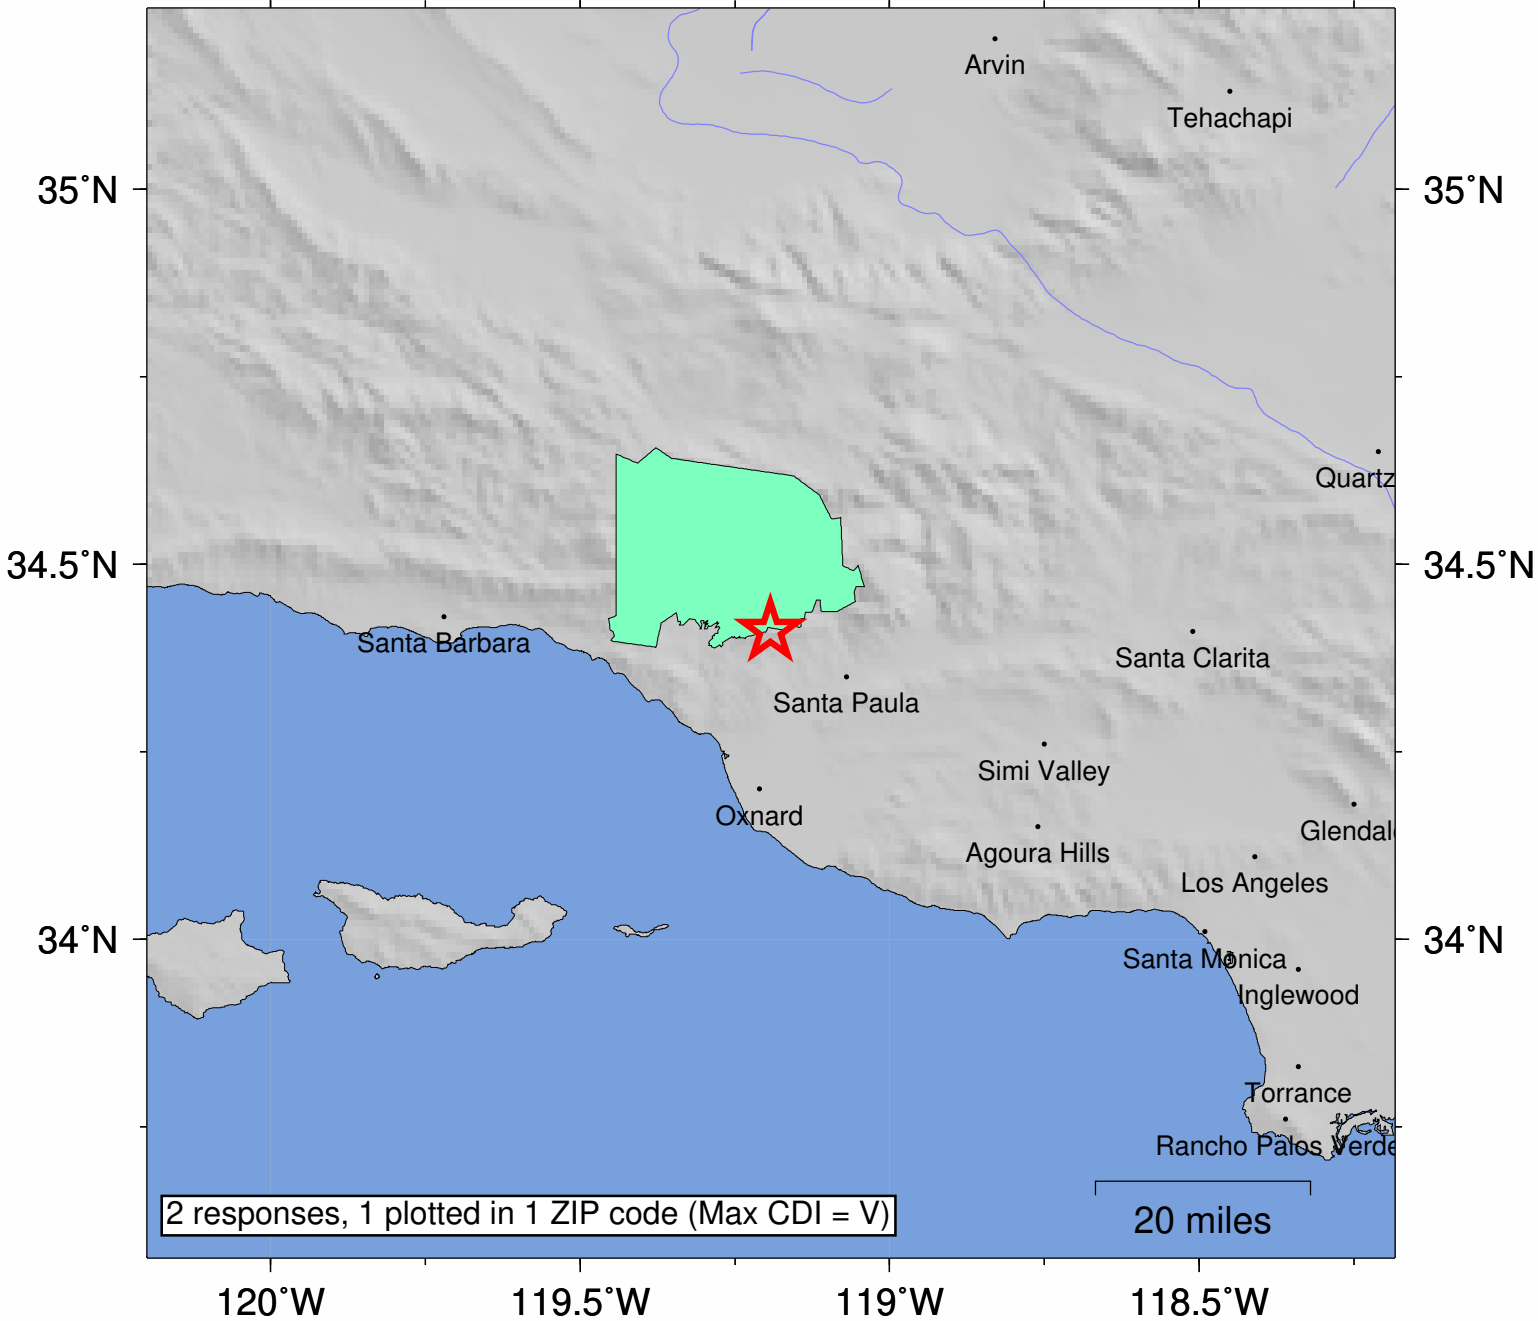 Arvin
Tehachapi
35°N
35°N
Quartz
34.5°N
34.5°N
Santa Barbara
Santa Clarita
Santa Paula
Simi Valley
Oxnard
Glendal
Agoura Hills
Los Angeles
34°N
34°N
Santa Monica
Inglewood
Torrance
Rancho Palos Verde
2 responses, 1 plotted in 1 ZIP code (Max CDI = V)
20 miles
120°W
119.5°W
119°W
118.5°W